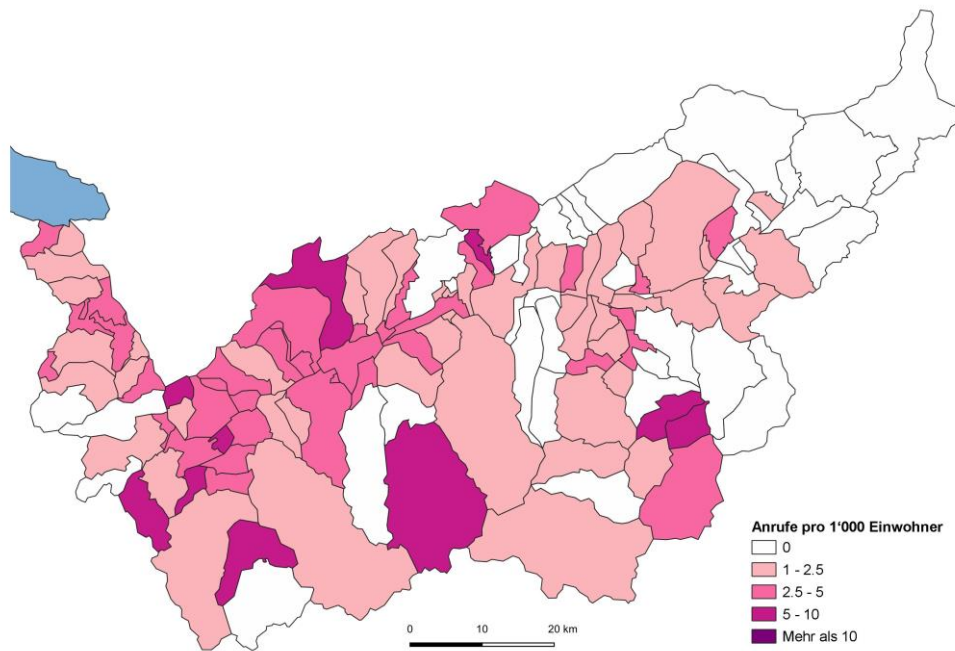 Anrufe pro 1'000 Einwohner
0
1 - 2.5
2.5 - 5
5 - 10
Mehr als 10
0 10 20 km